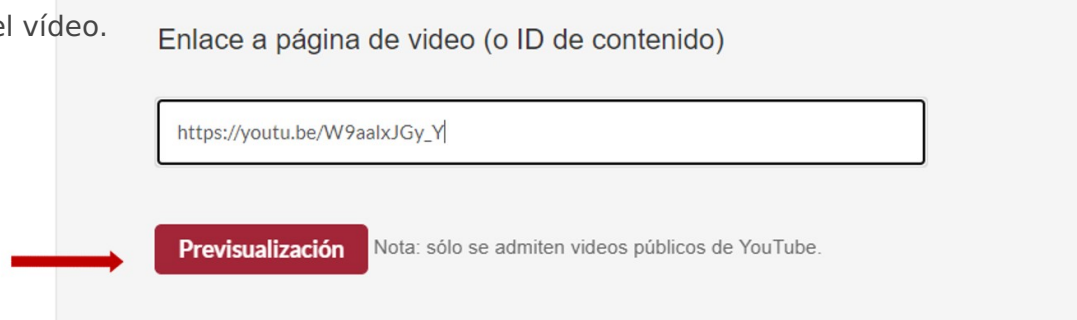 el vídeo.
Enlace a página de video (o ID de contenido)
https://youtu.be/W9aalxJGy_Y
Previsualización Nota: sólo se admiten videos públicos de YouTube.